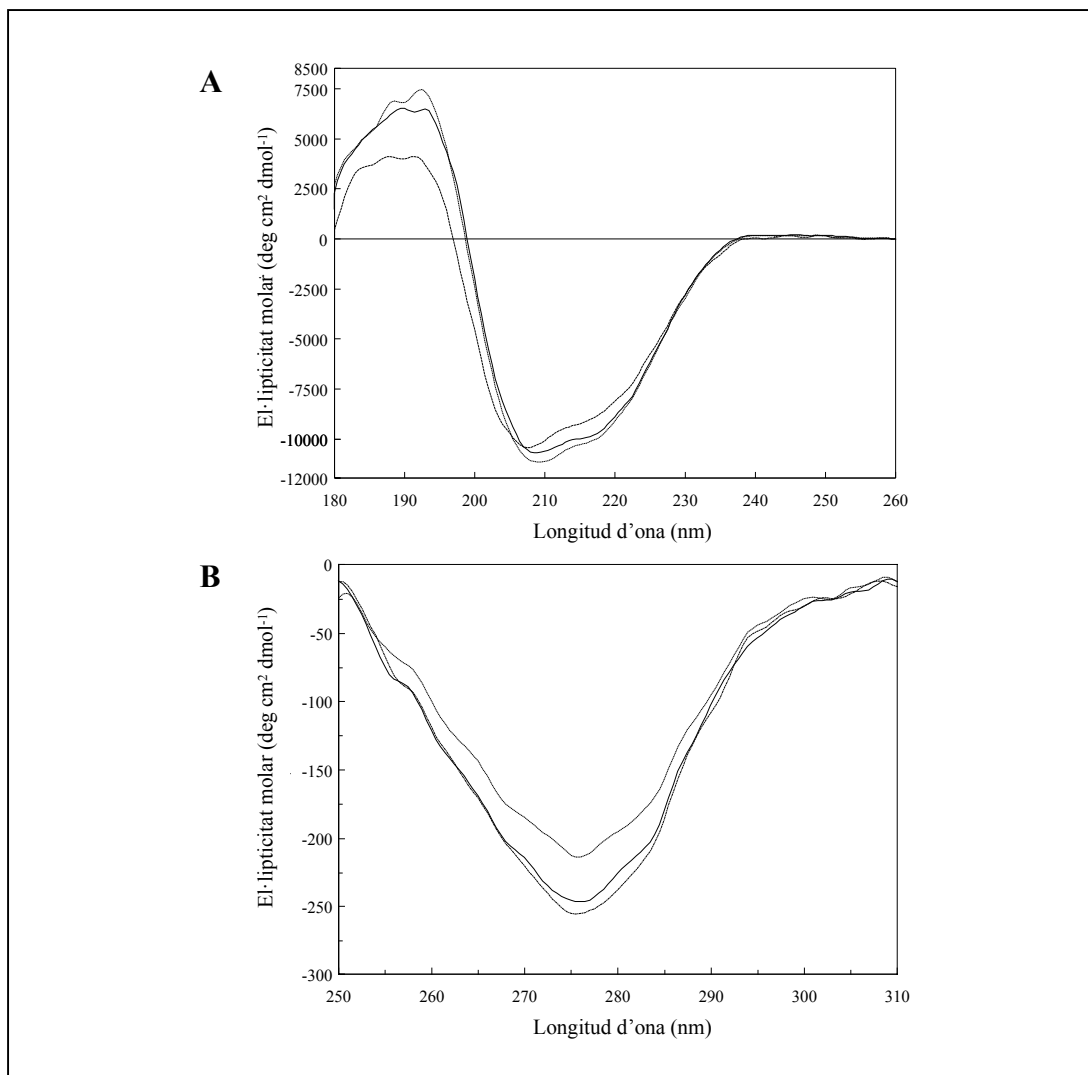 A
El·lipticitat molar (deg cm² dmol⁻¹)
8500
7500
5000
2500
0
-2500
-5000
-7500
-10000
-12000
180 190 200 210 220 230 240 250 260
Longitud d'ona (nm)
B
El·lipticitat molar (deg cm² dmol⁻¹)
0
-50
-100
-150
-200
-250
-300
250 260 270 280 290 300 310
Longitud d'ona (nm)